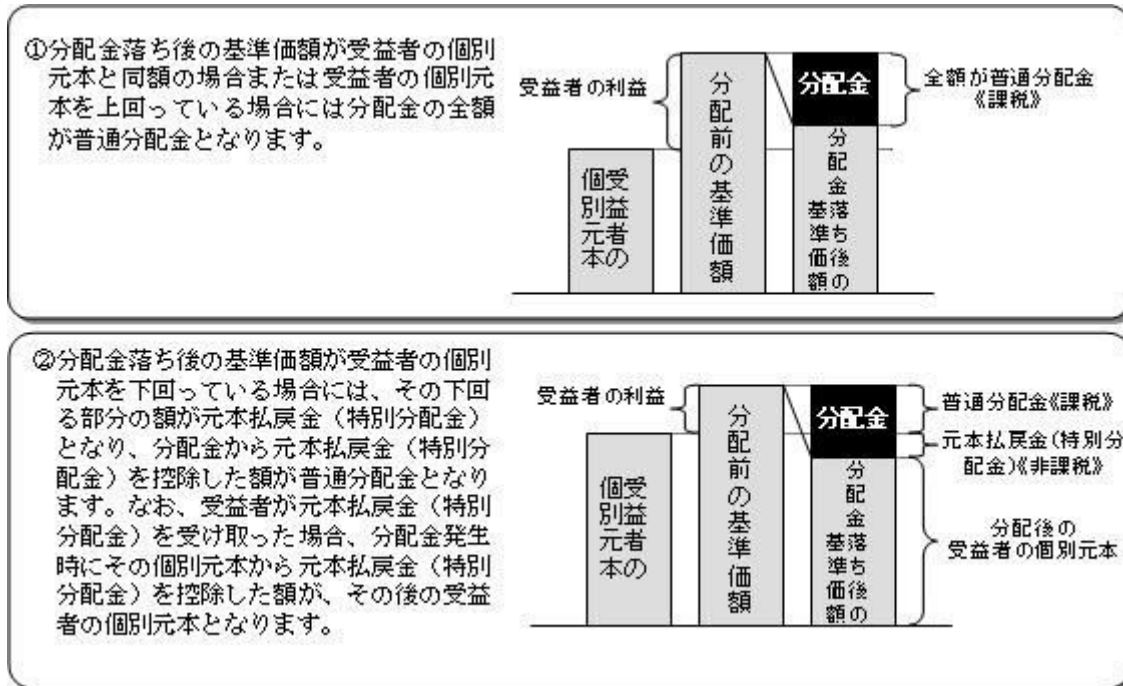 ①分配金落ち後の基準価額が受益者の個別
元本と同額の場合または受益者の個別元
本を上回っている場合には分配金の全額
が普通分配金となります。
受益者の利益
受益者の
個別元本
分配前の基準価額
分配金
分配金落ち後の
基準価額
全額が普通分配金
《課税》
②分配金落ち後の基準価額が受益者の個別
元本を下回っている場合には、その下回
る部分の額が元本払戻金（特別分配金）
となり、分配金から元本払戻金（特別分
配金）を控除した額が普通分配金となり
ます。なお、受益者が元本払戻金（特別
分配金）を受け取った場合、分配金発生
時にその個別元本から元本払戻金（特別
分配金）を控除した額が、その後の受益
者の個別元本となります。
受益者の利益
受益者の
個別元本
分配前の基準価額
分配金
分配金落ち後の
基準価額
普通分配金《課税》
元本払戻金(特別分
配金)《非課税》
分配後の
受益者の個別元本